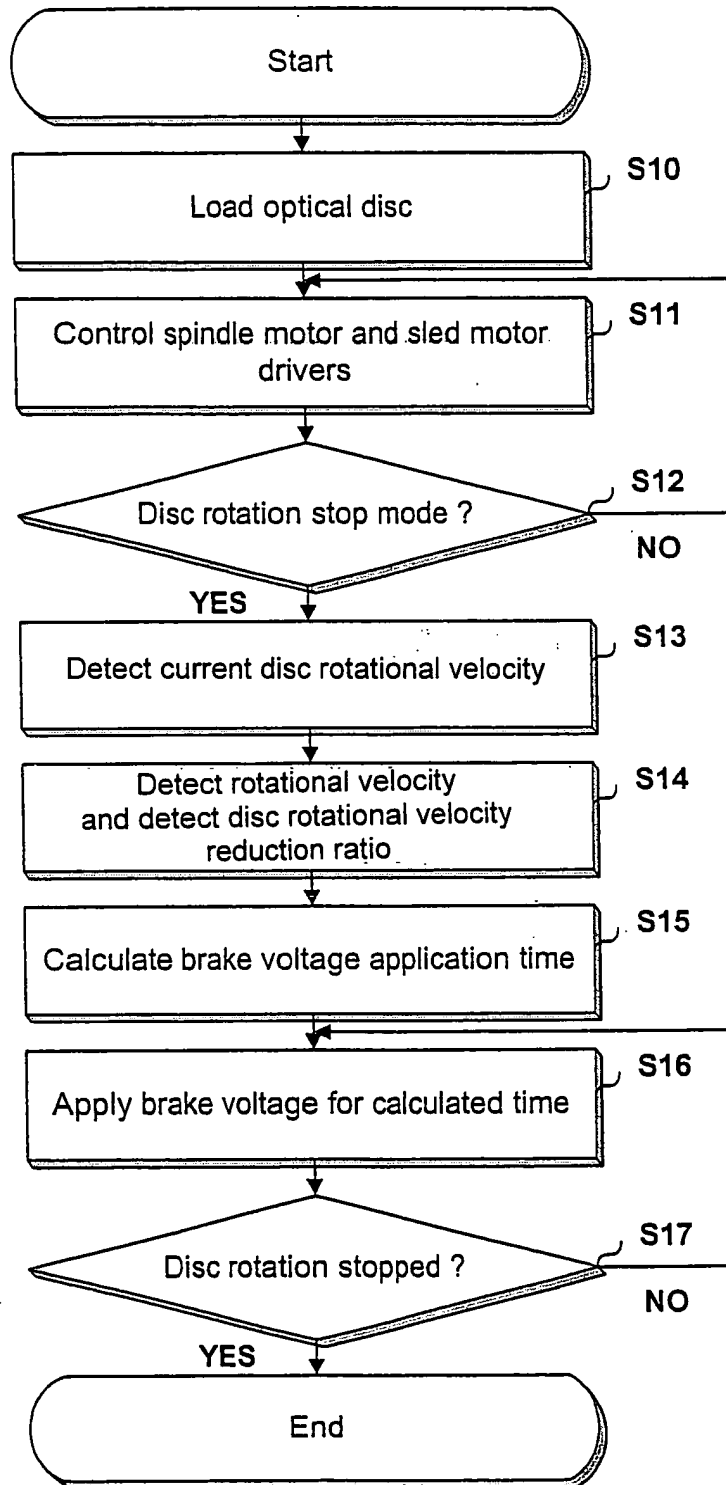 Start
S10
Load optical disc
S11
Control spindle motor and sled motor
drivers
S12
Disc rotation stop mode ?
NO
YES
S13
Detect current disc rotational velocity
S14
Detect rotational velocity
and detect disc rotational velocity
reduction ratio
S15
Calculate brake voltage application time
S16
Apply brake voltage for calculated time
S17
Disc rotation stopped ?
NO
YES
End